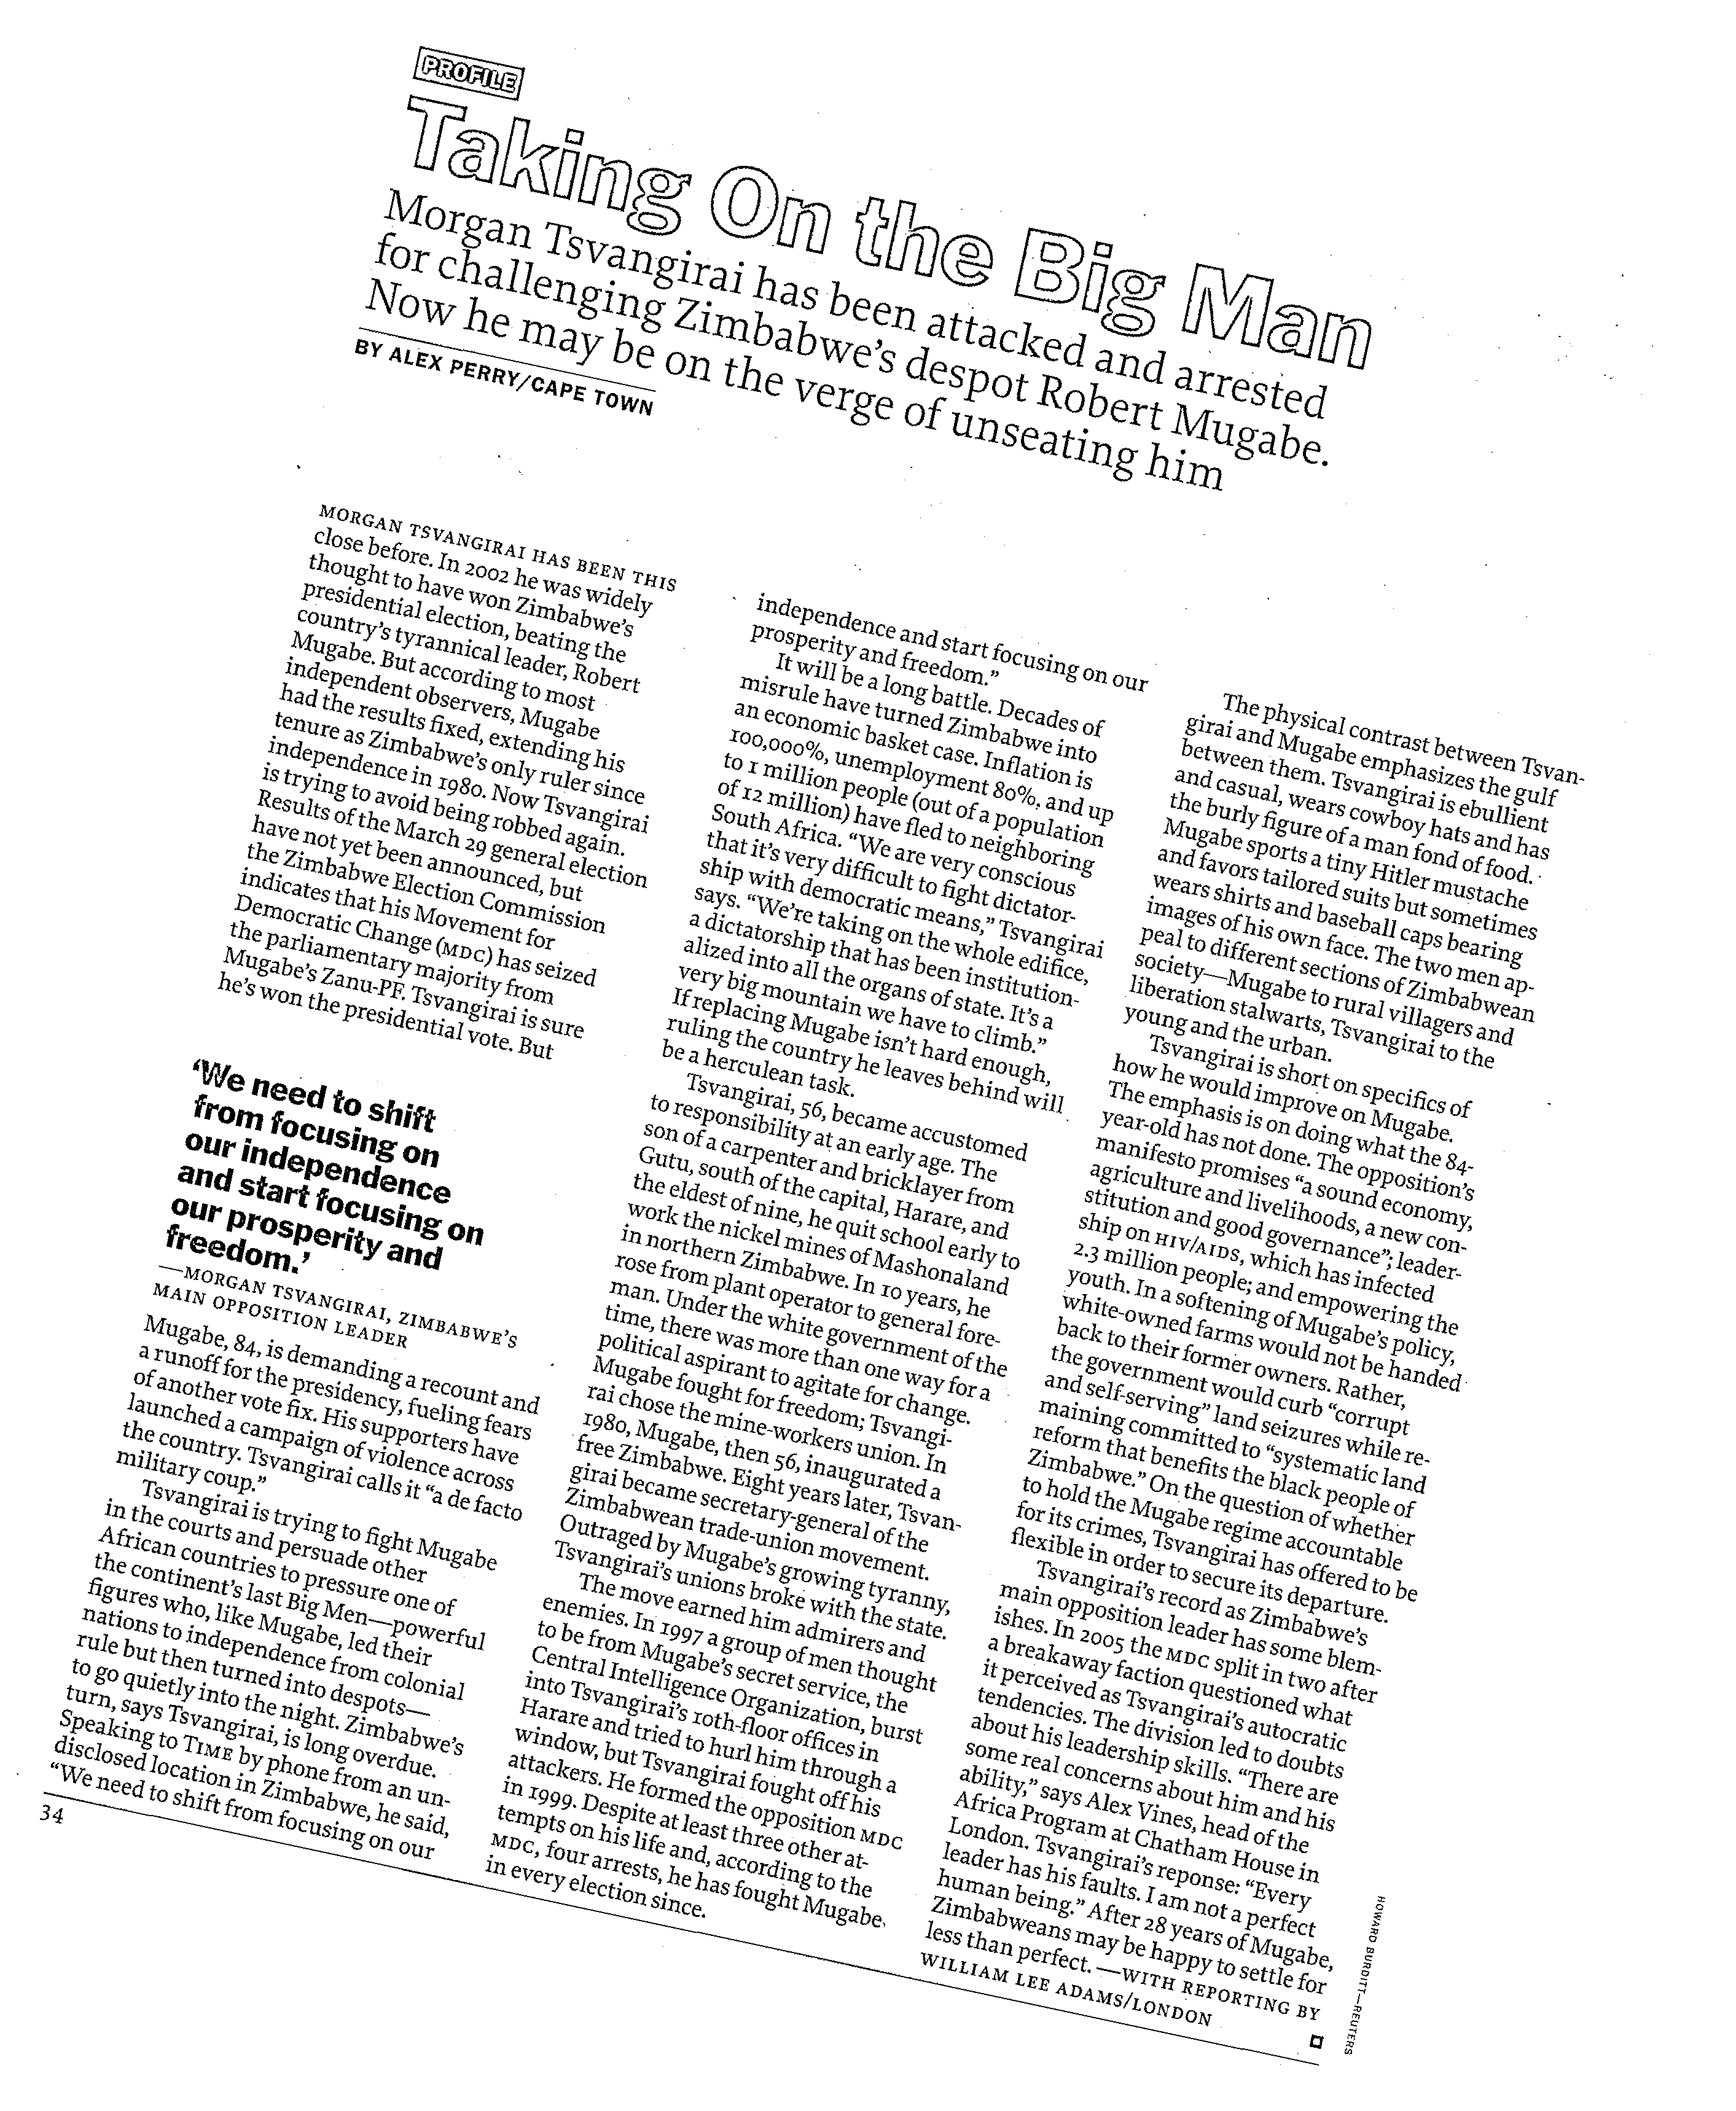 PROFILE
Taking On the Big Man
Morgan Tsvangirai has been attacked and arrested
for challenging Zimbabwe's despot Robert Mugabe.
Now he may be on the verge of unseating him
BY ALEX PERRY/CAPE TOWN
MORGAN TSVANGIRAI HAS BEEN THIS
close before. In 2002 he was widely
thought to have won Zimbabwe's
presidential election, beating the
country's tyrannical leader, Robert
Mugabe. But according to most
independent observers, Mugabe
had the results fixed, extending his
tenure as Zimbabwe's only ruler since
independence in 1980. Now Tsvangirai
is trying to avoid being robbed again.
Results of the March 29 general election
have not yet been announced, but
the Zimbabwe Election Commission
indicates that his Movement for
Democratic Change (MDC) has seized
the parliamentary majority from
Mugabe's Zanu-PF. Tsvangirai is sure
he's won the presidential vote. But
'We need to shift
from focusing on
our independence
and start focusing on
our prosperity and
freedom.'
—MORGAN TSVANGIRAI, ZIMBABWE'S
MAIN OPPOSITION LEADER
Mugabe, 84, is demanding a recount and
a runoff for the presidency, fueling fears
of another vote fix. His supporters have
launched a campaign of violence across
the country. Tsvangirai calls it "a de facto
military coup."
Tsvangirai is trying to fight Mugabe
in the courts and persuade other
African countries to pressure one of
the continent's last Big Men—powerful
figures who, like Mugabe, led their
nations to independence from colonial
rule but then turned into despots—
to go quietly into the night. Zimbabwe's
turn, says Tsvangirai, is long overdue.
Speaking to TIME by phone from an un-
disclosed location in Zimbabwe, he said,
"We need to shift from focusing on our
34
independence and start focusing on our
prosperity and freedom."
It will be a long battle. Decades of
misrule have turned Zimbabwe into
an economic basket case. Inflation is
100,000%, unemployment 80%, and up
to 1 million people (out of a population
of 12 million) have fled to neighboring
South Africa. "We are very conscious
that it's very difficult to fight dictator-
ship with democratic means," Tsvangirai
says. "We're taking on the whole edifice,
a dictatorship that has been institution-
alized into all the organs of state. It's a
very big mountain we have to climb."
If replacing Mugabe isn't hard enough,
ruling the country he leaves behind will
be a herculean task.
Tsvangirai, 56, became accustomed
to responsibility at an early age. The
son of a carpenter and bricklayer from
Gutu, south of the capital, Harare, and
the eldest of nine, he quit school early to
work the nickel mines of Mashonaland
in northern Zimbabwe. In 10 years, he
rose from plant operator to general fore-
man. Under the white government of the
time, there was more than one way for a
political aspirant to agitate for change.
Mugabe fought for freedom; Tsvangi-
rai chose the mine-workers union. In
1980, Mugabe, then 56, inaugurated a
free Zimbabwe. Eight years later, Tsvan-
girai became secretary-general of the
Zimbabwean trade-union movement.
Outraged by Mugabe's growing tyranny,
Tsvangirai's unions broke with the state.
The move earned him admirers and
enemies. In 1997 a group of men thought
to be from Mugabe's secret service, the
Central Intelligence Organization, burst
into Tsvangirai's 10th-floor offices in
Harare and tried to hurl him through a
window, but Tsvangirai fought off his
attackers. He formed the opposition MDC
in 1999. Despite at least three other at-
tempts on his life and, according to the
MDC, four arrests, he has fought Mugabe
in every election since.
The physical contrast between Tsvan-
girai and Mugabe emphasizes the gulf
between them. Tsvangirai is ebullient
and casual, wears cowboy hats and has
the burly figure of a man fond of food.
Mugabe sports a tiny Hitler mustache
and favors tailored suits but sometimes
wears shirts and baseball caps bearing
images of his own face. The two men ap-
peal to different sections of Zimbabwean
society—Mugabe to rural villagers and
liberation stalwarts, Tsvangirai to the
young and the urban.
Tsvangirai is short on specifics of
how he would improve on Mugabe.
The emphasis is on doing what the 84-
year-old has not done. The opposition's
manifesto promises "a sound economy,
agriculture and livelihoods, a new con-
stitution and good governance"; leader-
ship on HIV/AIDS, which has infected
2.3 million people; and empowering the
youth. In a softening of Mugabe's policy,
white-owned farms would not be handed
back to their former owners. Rather,
the government would curb "corrupt
and self-serving" land seizures while re-
maining committed to "systematic land
reform that benefits the black people of
Zimbabwe." On the question of whether
to hold the Mugabe regime accountable
for its crimes, Tsvangirai has offered to be
flexible in order to secure its departure.
Tsvangirai's record as Zimbabwe's
main opposition leader has some blem-
ishes. In 2005 the MDC split in two after
a breakaway faction questioned what
it perceived as Tsvangirai's autocratic
tendencies. The division led to doubts
about his leadership skills. "There are
some real concerns about him and his
ability," says Alex Vines, head of the
Africa Program at Chatham House in
London. Tsvangirai's reponse: "Every
leader has his faults. I am not a perfect
human being." After 28 years of Mugabe,
Zimbabweans may be happy to settle for
less than perfect. —WITH REPORTING BY
WILLIAM LEE ADAMS/LONDON
HOWARD BURDITT—REUTERS